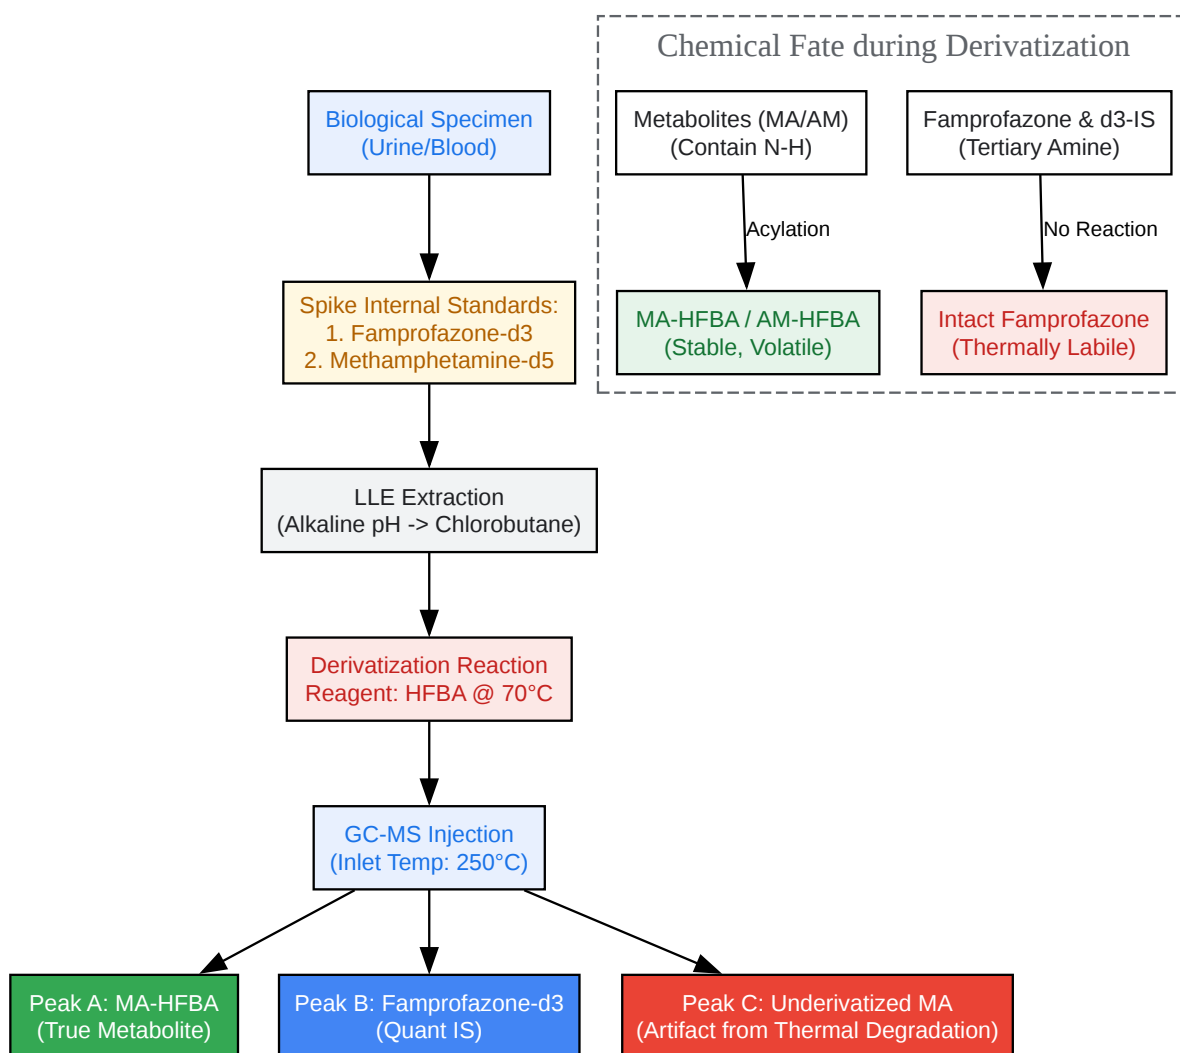 Chemical Fate during Derivatization
Biological Specimen
(Urine/Blood)
Metabolites (MA/AM)
(Contain N-H)
Famprofazone & d3-IS
(Tertiary Amine)
Acylation
No Reaction
Spike Internal Standards:
1. Famprofazone-d3
2. Methamphetamine-d5
MA-HFBA / AM-HFBA
(Stable, Volatile)
Intact Famprofazone
(Thermally Labile)
LLE Extraction
(Alkaline pH -> Chlorobutane)
Derivatization Reaction
Reagent: HFBA @ 70°C
GC-MS Injection
(Inlet Temp: 250°C)
Peak A: MA-HFBA
(True Metabolite)
Peak B: Famprofazone-d3
(Quant IS)
Peak C: Underivatized MA
(Artifact from Thermal Degradation)